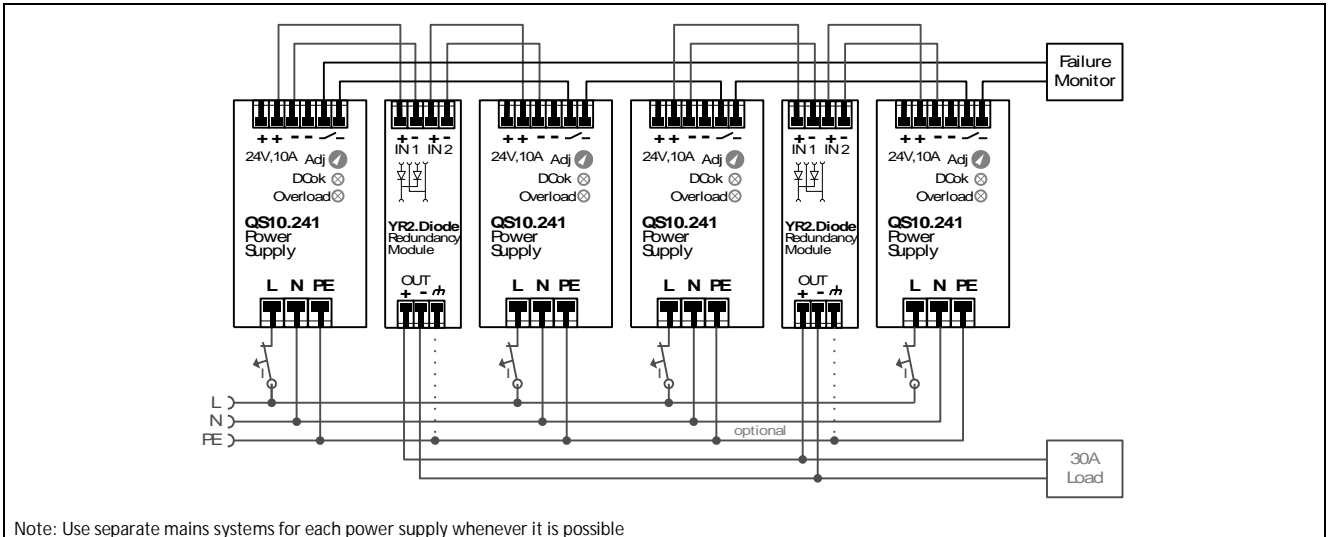 Failure
Monitor
+ + - -
24V,10A Adj
DCok
Overload
QS10.241
Power
Supply
L N PE
+ - + -
IN 1 IN 2
YR2.Diode
Redundancy
Module
OUT
+ -
+ + - -
24V,10A Adj
DCok
Overload
QS10.241
Power
Supply
L N PE
+ + - -
24V,10A Adj
DCok
Overload
QS10.241
Power
Supply
L N PE
+ - + -
IN 1 IN 2
YR2.Diode
Redundancy
Module
OUT
+ -
+ + - -
24V,10A Adj
DCok
Overload
QS10.241
Power
Supply
L N PE
I
I
I
I
L
N
PE
optional
30A
Load
Note: Use separate mains systems for each power supply whenever it is possible